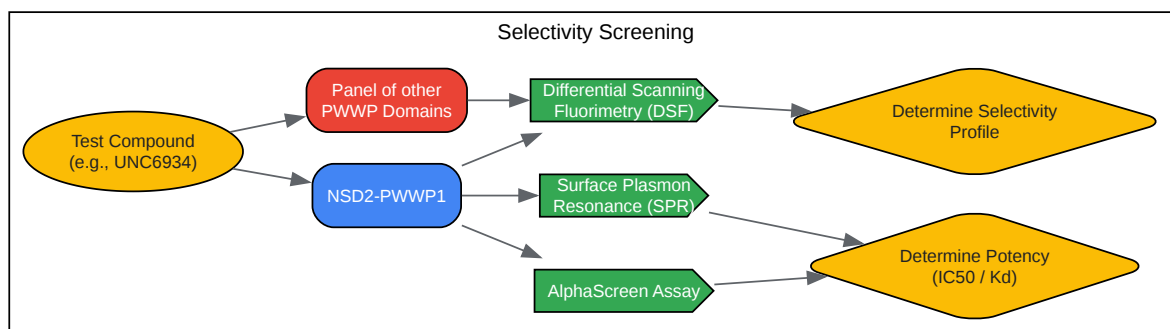 Selectivity Screening
Panel of other
PWWP Domains
Differential Scanning
Fluorimetry (DSF)
Determine Selectivity
Profile
Test Compound
(e.g., UNC6934)
NSD2-PWWP1
Surface Plasmon
Resonance (SPR)
Determine Potency
(IC50 / Kd)
AlphaScreen Assay